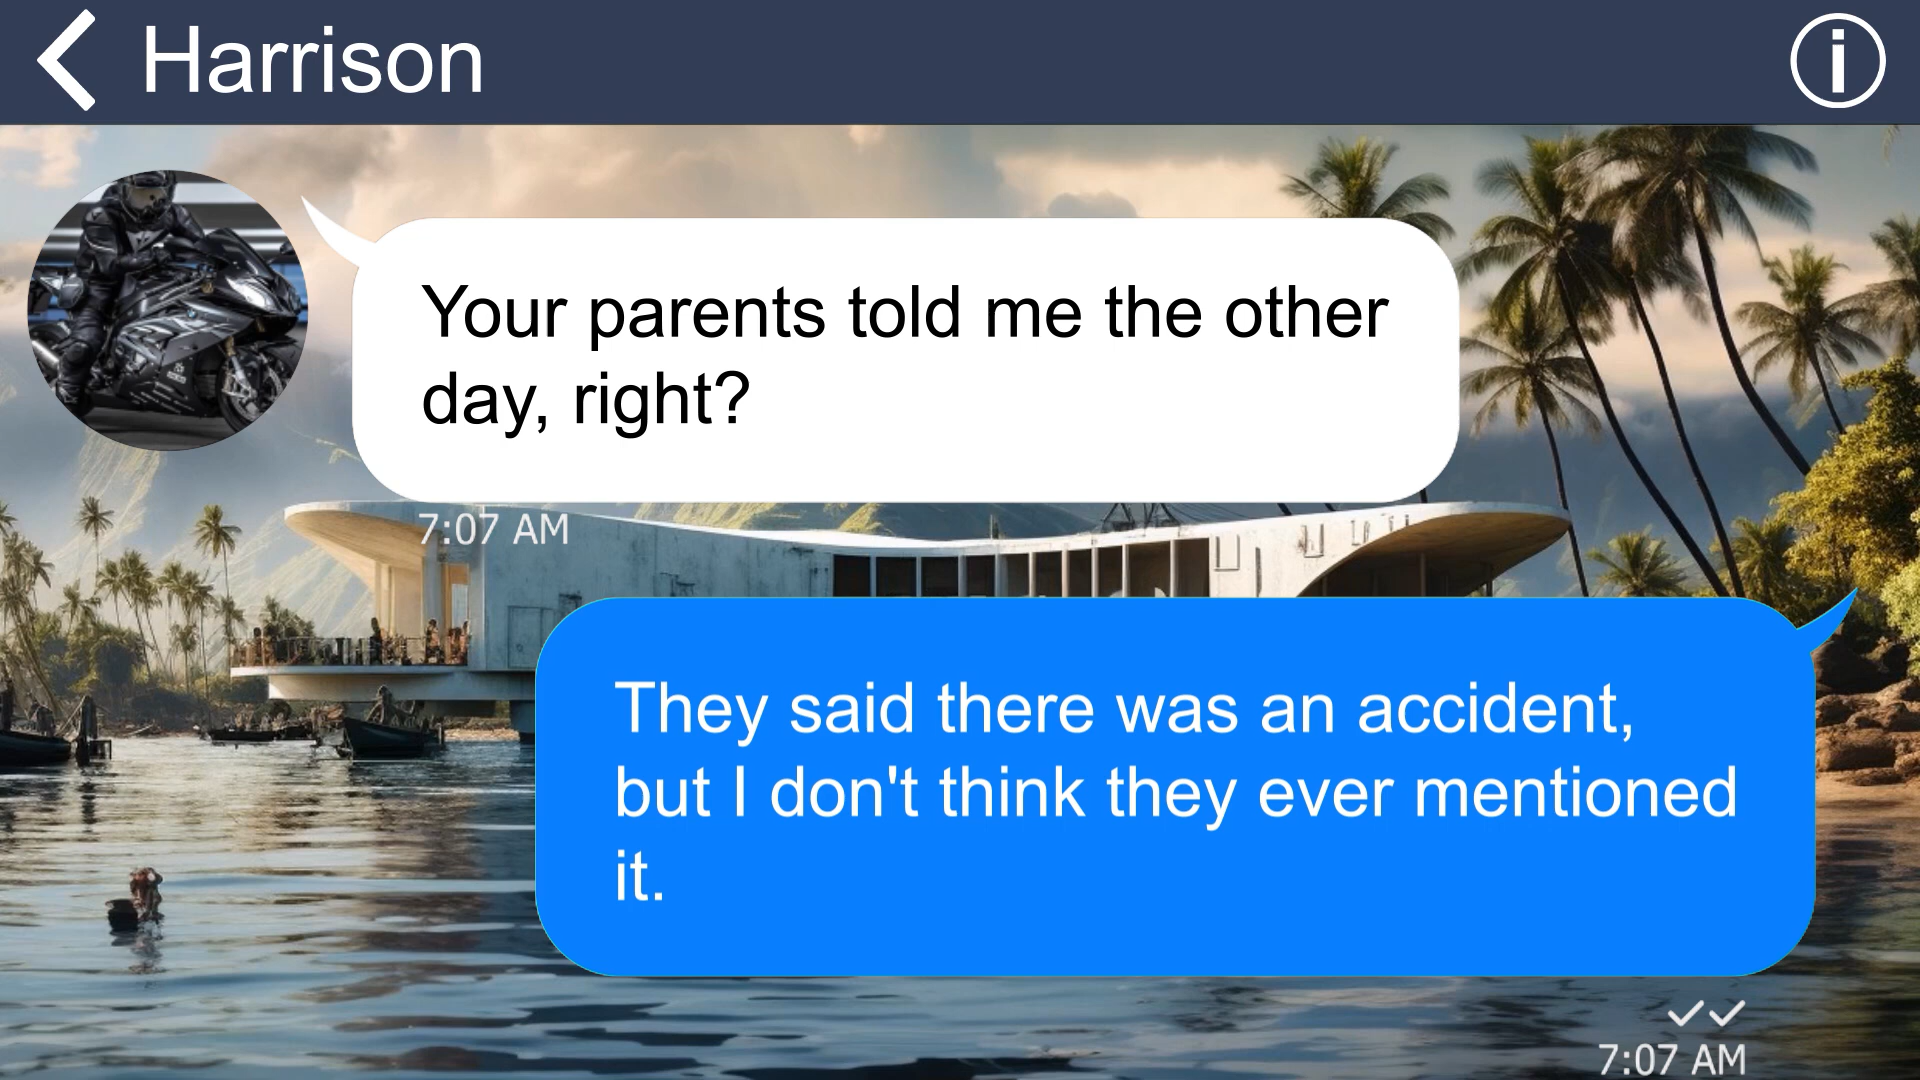 Harrison
Your parents told me the other
day, right?
7:07 AM
They said there was an accident,
but I don't think they ever mentioned
it.
7:07 AM